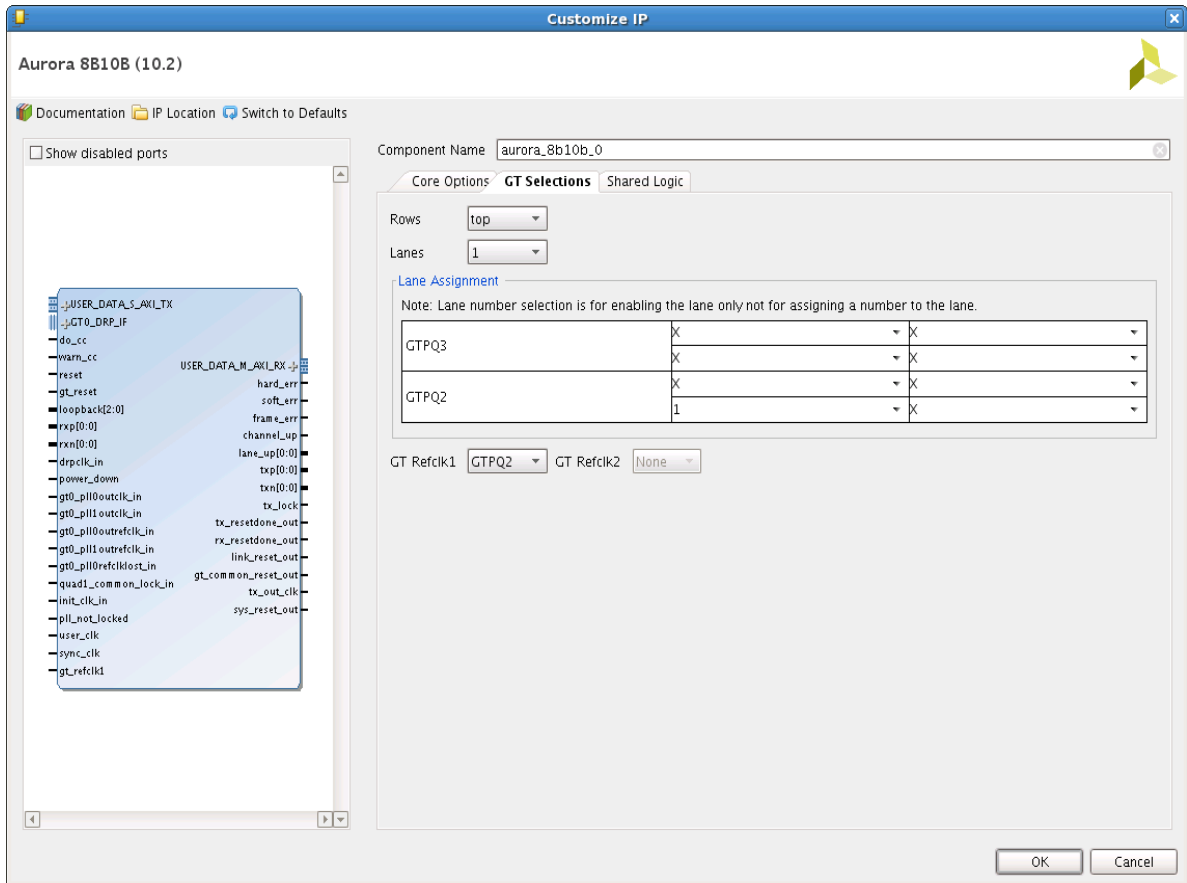 Customize IP
Aurora 8B10B (10.2)
Documentation IP Location Switch to Defaults
Show disabled ports
USER_DATA_S_AXI_TX
GT0_DRP_IF
do_cc
warn_cc
reset
gt_reset
loopback[2:0]
rxp[0:0]
rxn[0:0]
drpclk_in
power_down
gt0_pll0outclk_in
gt0_pll1outclk_in
gt0_pll0outrefclk_in
gt0_pll1outrefclk_in
gt0_pll0refclklost_in
quad1_common_lock_in
init_clk_in
pll_not_locked
user_clk
sync_clk
gt_refclk1
USER_DATA_M_AXI_RX
hard_err
soft_err
frame_err
channel_up
lane_up[0:0]
txp[0:0]
txn[0:0]
tx_lock
tx_resetdone_out
rx_resetdone_out
link_reset_out
gt_common_reset_out
tx_out_clk
sys_reset_out
Component Name aurora_8b10b_0
Core Options GT Selections Shared Logic
Rows top
Lanes 1
Lane Assignment
Note: Lane number selection is for enabling the lane only not for assigning a number to the lane.
GTPQ3
X X
X X
GTPQ2
X X
1 X
GT Refclk1 GTPQ2 GT Refclk2 None
OK Cancel